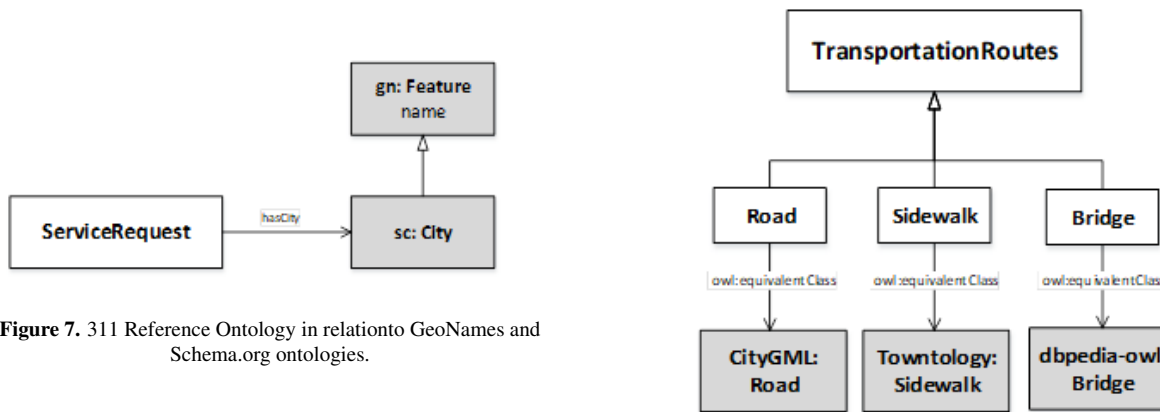 gn: Feature
name
ServiceRequest
hasCity
sc: City
Figure 7. 311 Reference Ontology in relationto GeoNames and
Schema.org ontologies.
TransportationRoutes
Road
Sidewalk
Bridge
owl:equivalentClass
owl:equivalentClass
owl:equivalentClas
CityGML:
Road
Towntology:
Sidewalk
dbpedia-owl
Bridge